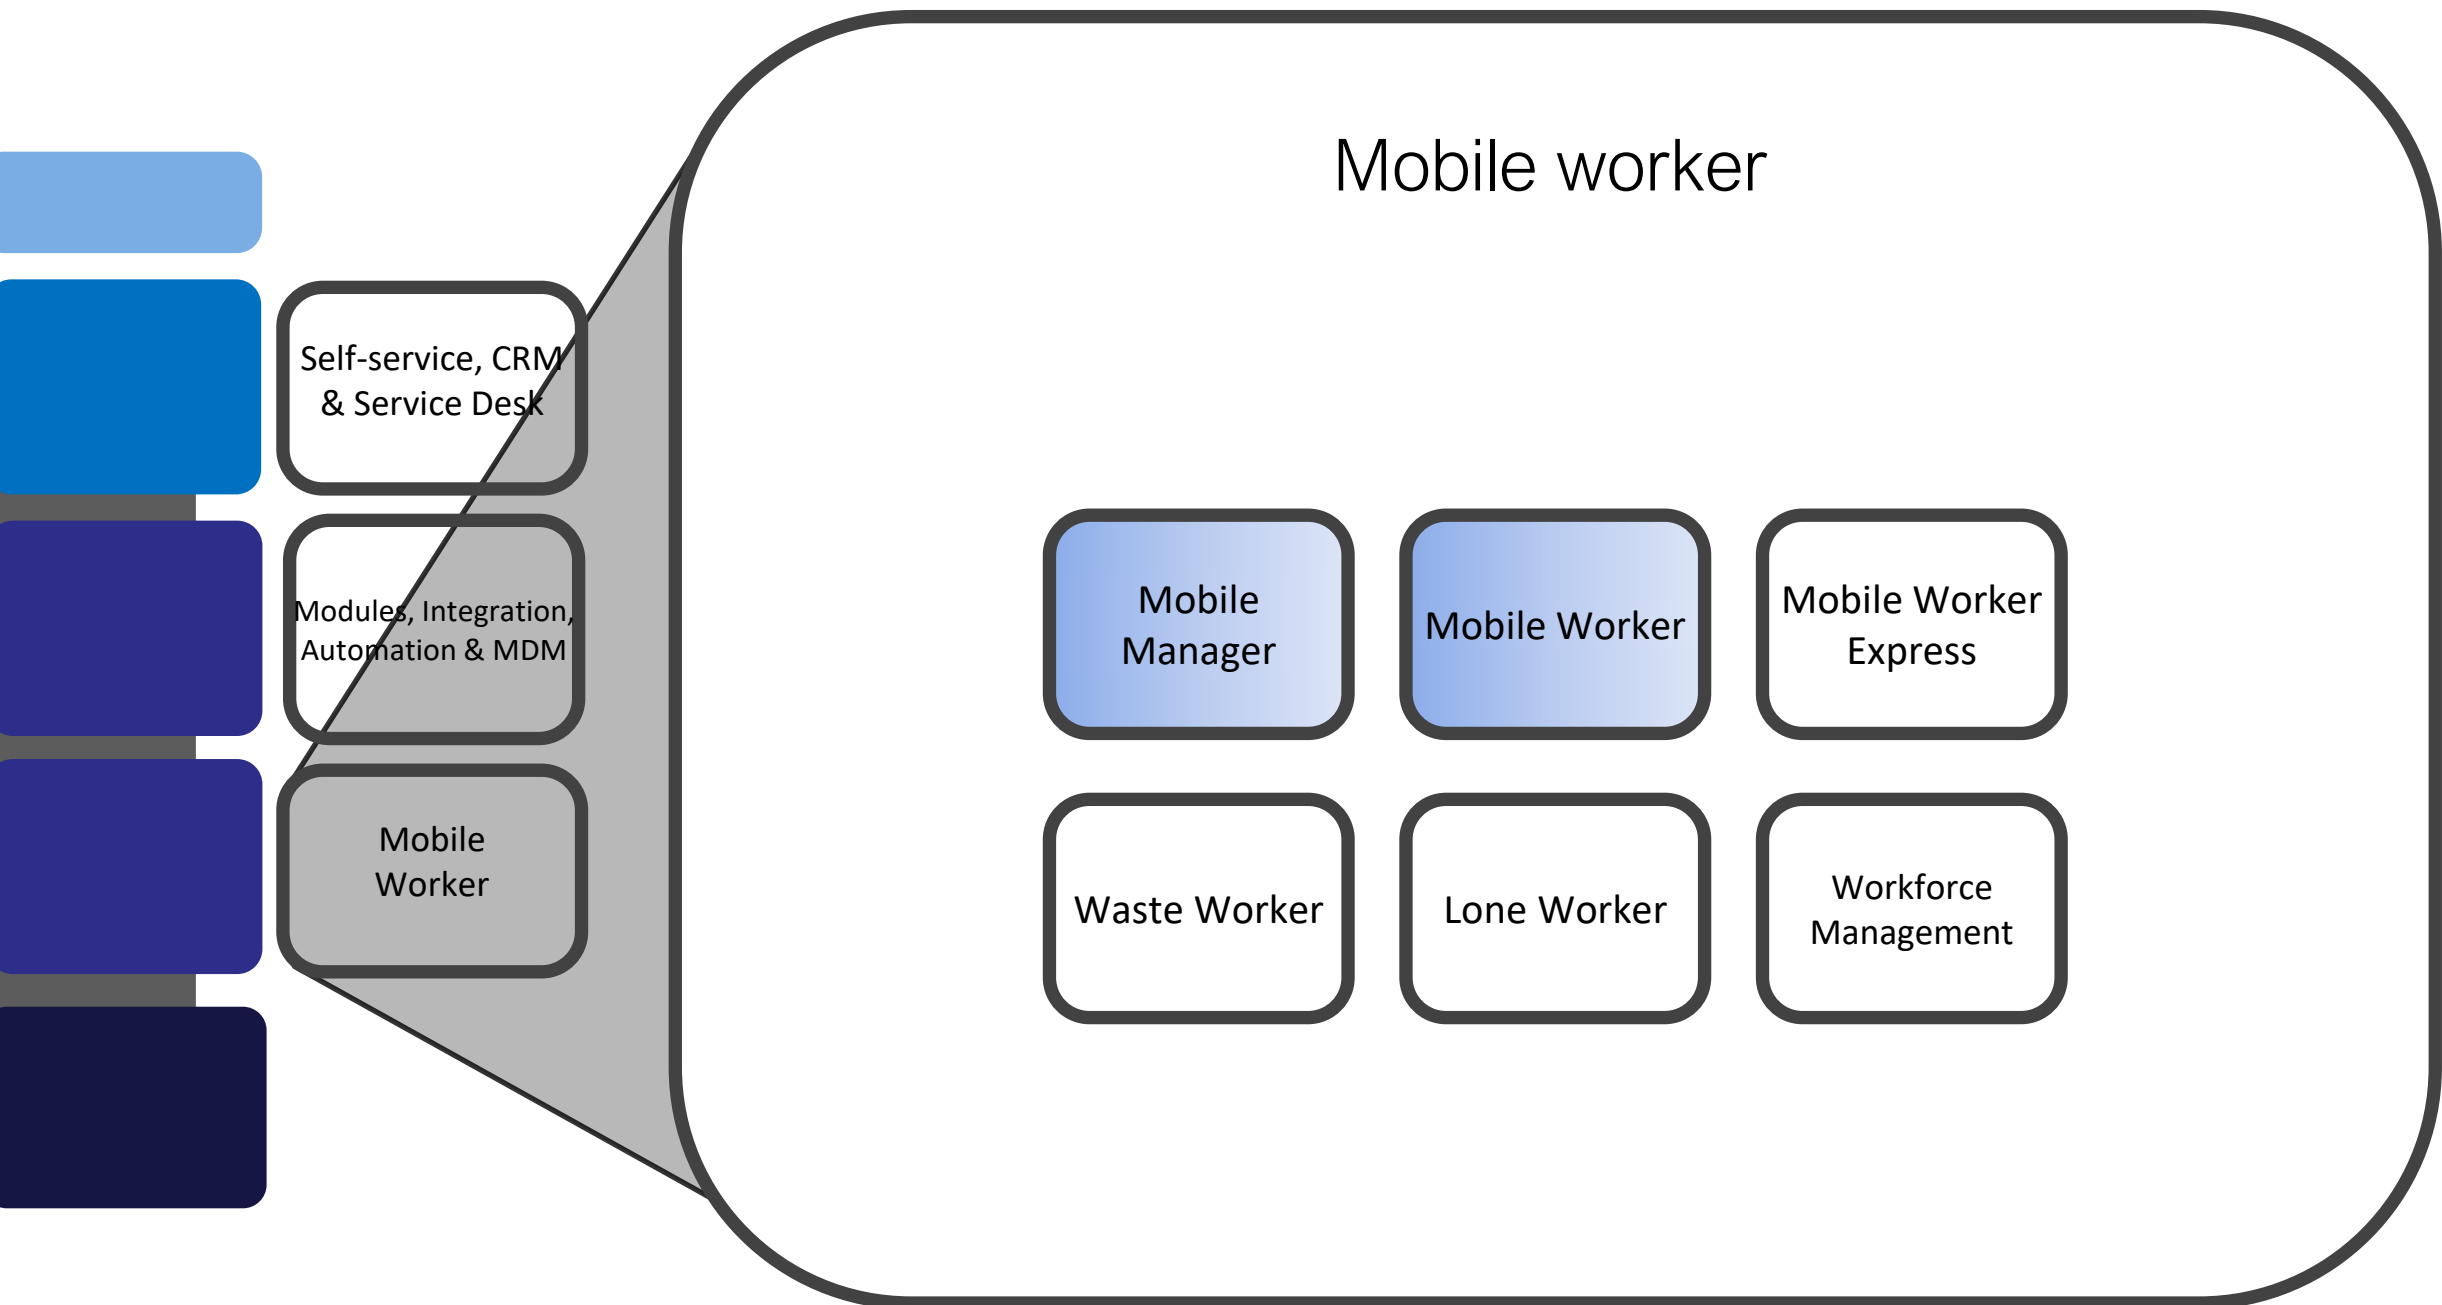 Mobile worker
Self-service, CRM
& Service Desk
Modules, Integration,
Automation & MDM
Mobile
Worker
Mobile
Manager
Mobile Worker
Mobile Worker
Express
Waste Worker
Lone Worker
Workforce
Management